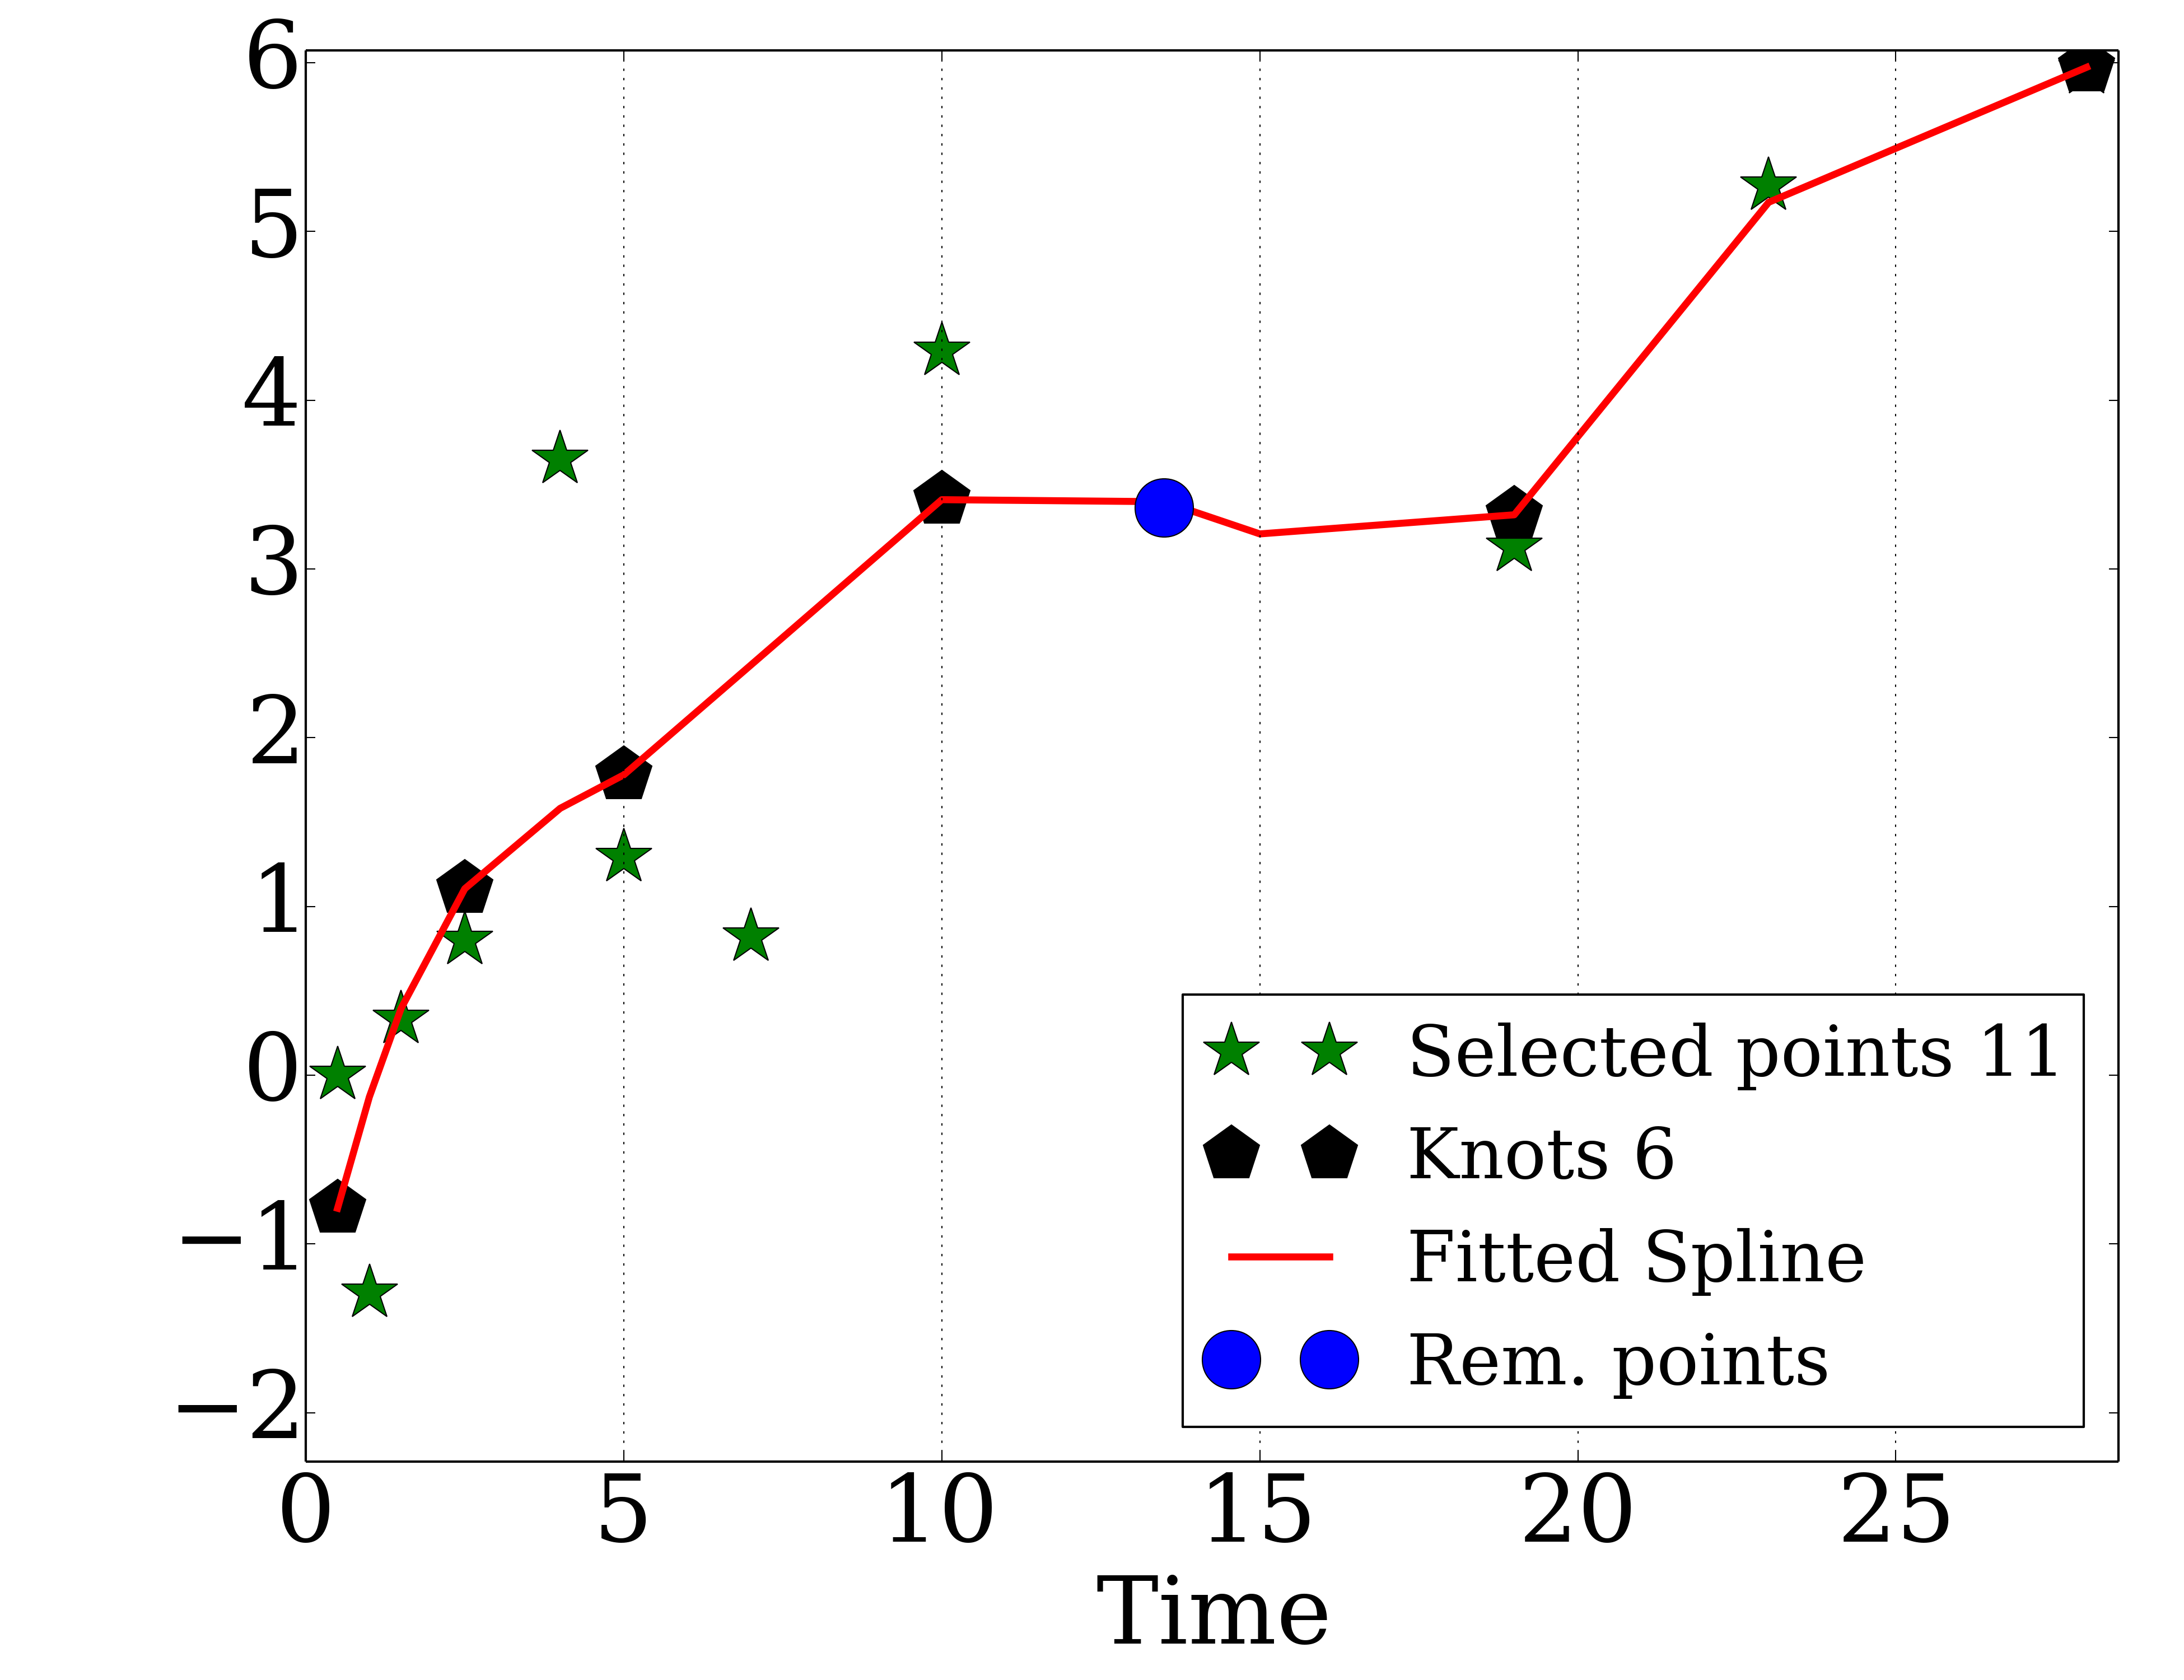 6
5
4
3
2
1
0
−1
−2
Selected points 11
Knots 6
Fitted Spline
Rem. points
0 5 10 15 20 25
Time